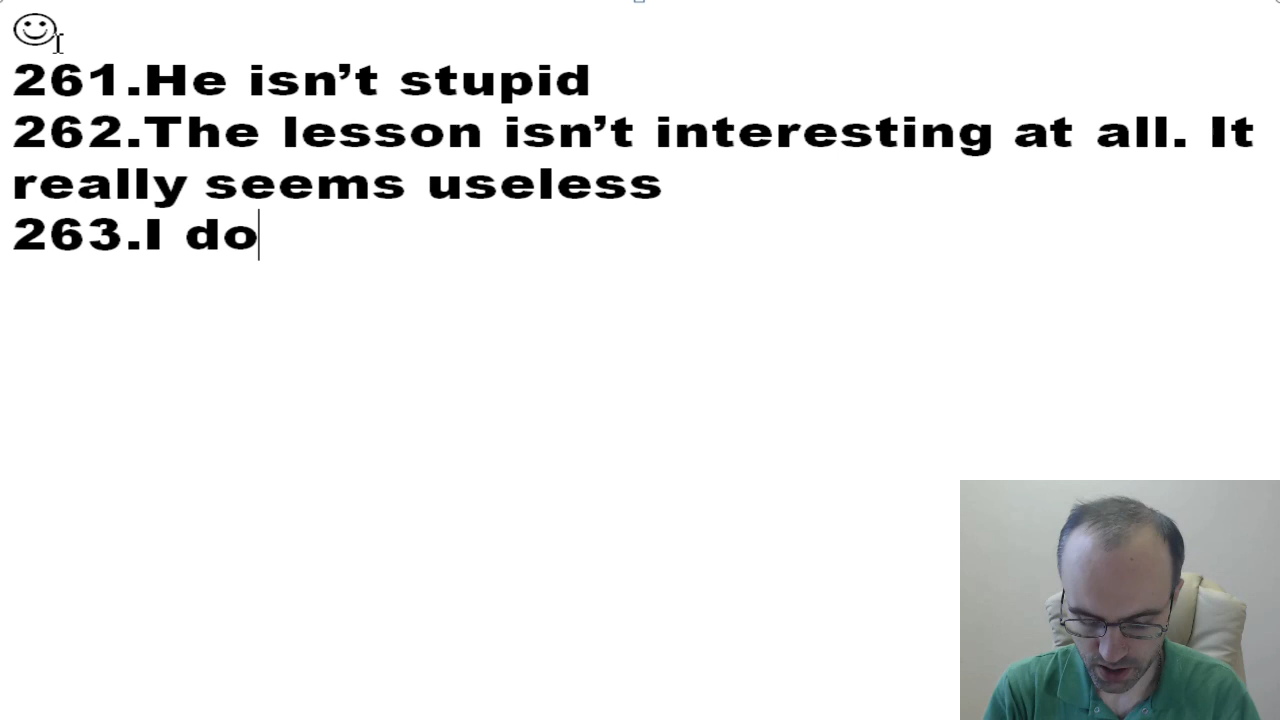 261.He isn’t stupid
262.The lesson isn’t interesting at all. It
really seems useless
263.I do